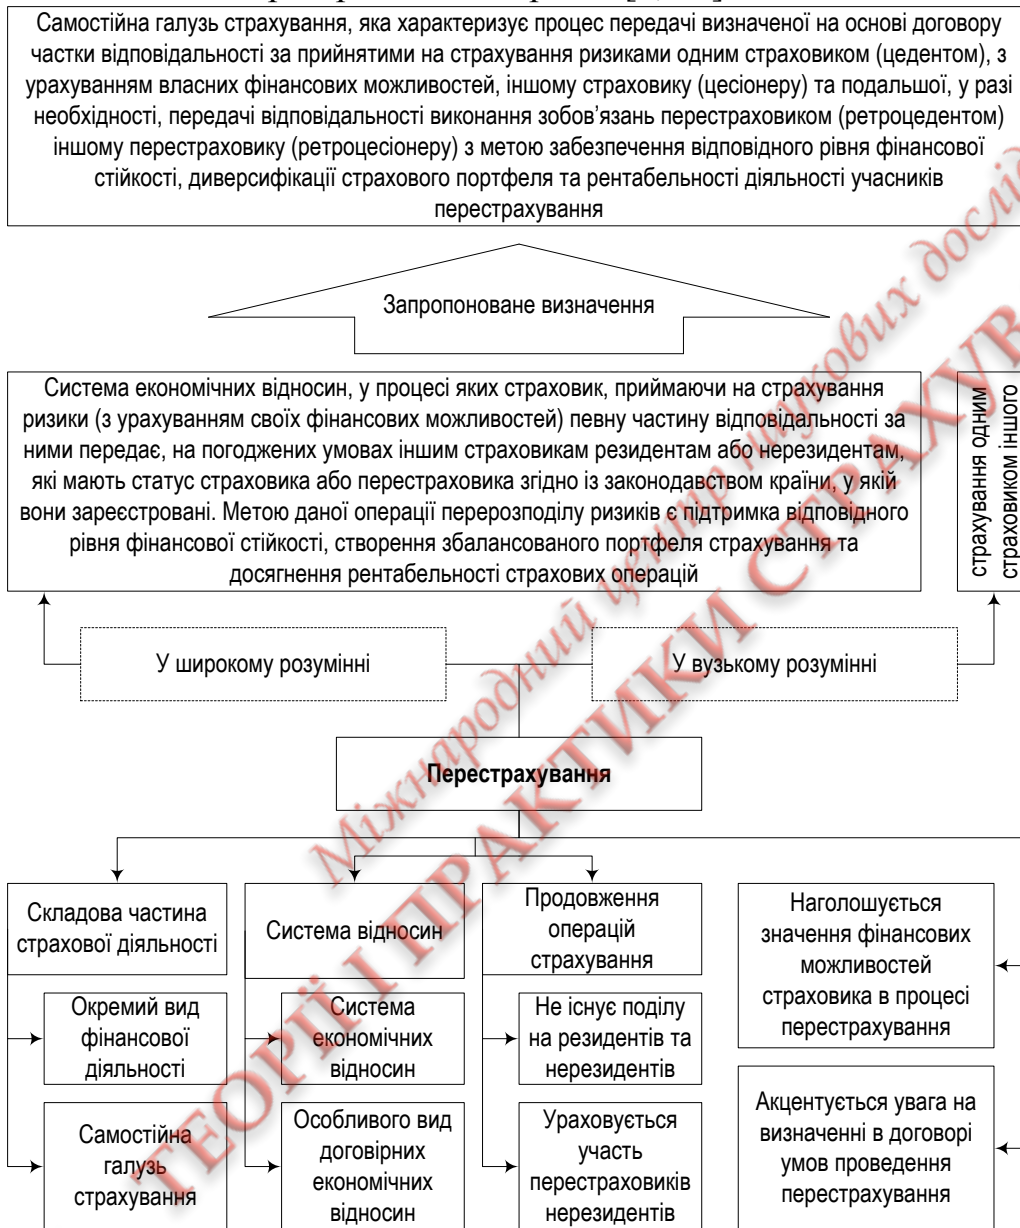 Самостійна галузь страхування, яка характеризує процес передачі визначеної на основі договору
частки відповідальності за прийнятими на страхування ризиками одним страховиком (цедентом), з
урахуванням власних фінансових можливостей, іншому страховику (цесіонеру) та подальшої, у разі
необхідності, передачі відповідальності виконання зобов’язань перестраховиком (ретроцедентом)
іншому перестраховику (ретроцесіонеру) з метою забезпечення відповідного рівня фінансової
стійкості, диверсифікації страхового портфеля та рентабельності діяльності учасників
перестрахування
Запропоноване визначення
Система економічних відносин, у процесі яких страховик, приймаючи на страхування
ризики (з урахуванням своїх фінансових можливостей) певну частину відповідальності за
ними передає, на погоджених умовах іншим страховикам резидентам або нерезидентам,
які мають статус страховика або перестраховика згідно із законодавством країни, у якій
вони зареєстровані. Метою даної операції перерозподілу ризиків є підтримка відповідного
рівня фінансової стійкості, створення збалансованого портфеля страхування та
досягнення рентабельності страхових операцій
страхування одним
страховиком іншого
У широкому розумінні
У вузькому розумінні
Перестрахування
Складова частина
страхової діяльності
Окремий вид
фінансової
діяльності
Самостійна
галузь
страхування
Система відносин
Система
економічних
відносин
Особливого вид
договірних
економічних
відносин
Продовження
операцій
страхування
Не існує поділу
на резидентів та
нерезидентів
Ураховується
участь
перестраховиків
нерезидентів
Наголошується
значення фінансових
можливостей
страховика в процесі
перестрахування
Акцентується увага на
визначенні в договорі
умов проведення
перестрахування
Міжнародний центр наукових
ТЕОРІЇ І ПРАКТИКИ